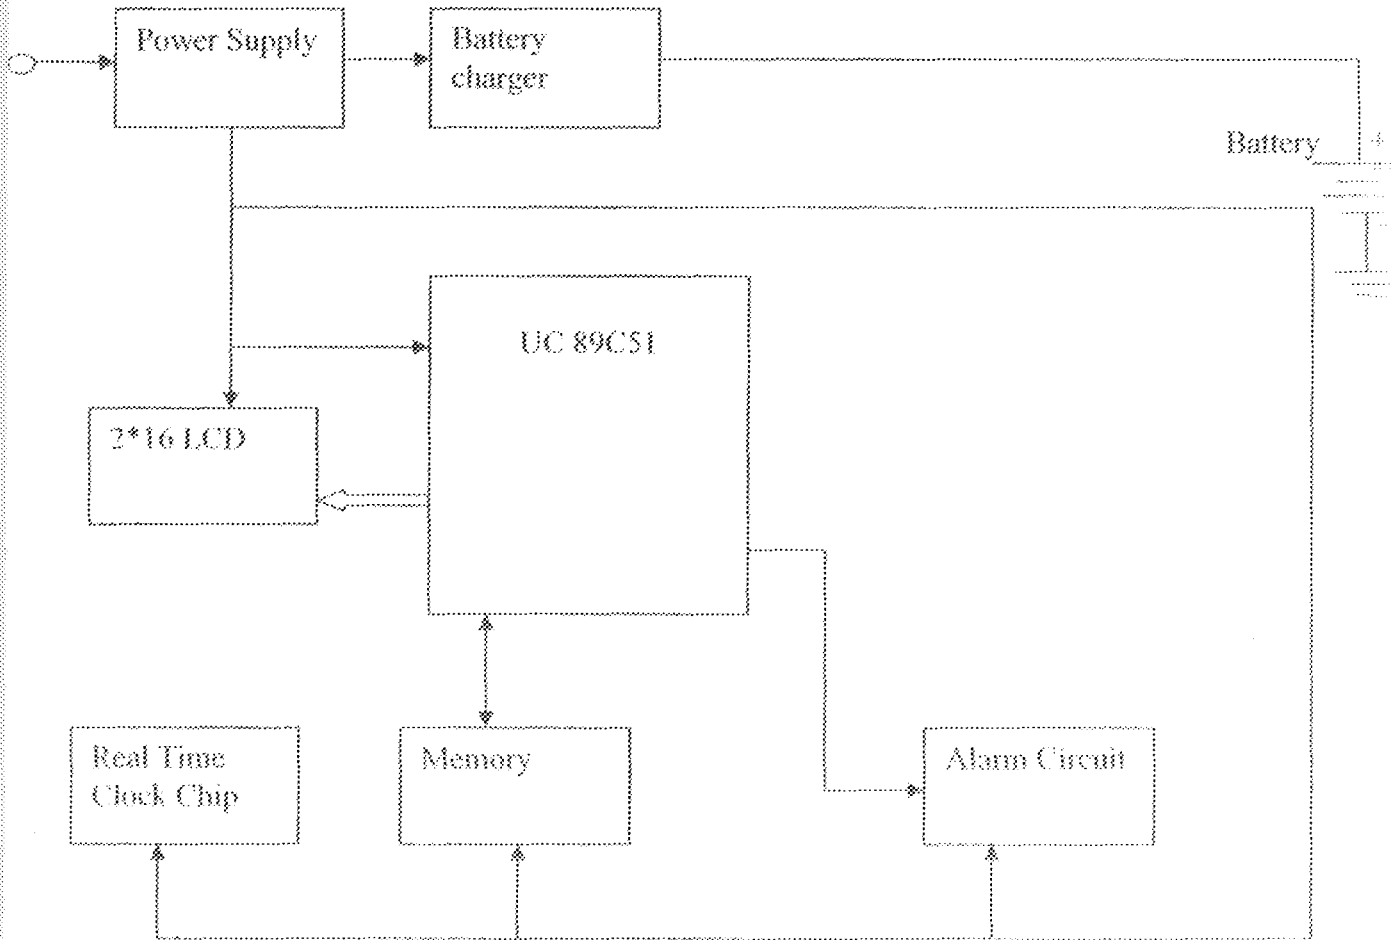 Power Supply
Battery
charger
Battery
+
-
UC 89C51
2*16 LCD
Real Time
Clock Chip
Memory
Alarm Circuit